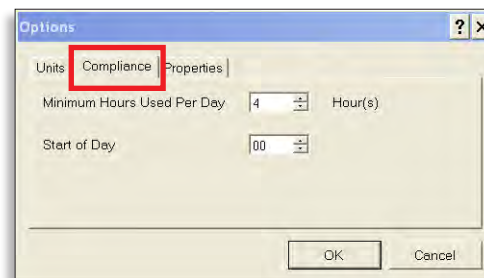 Options ? ×
Units Compliance Properties
Minimum Hours Used Per Day 4 Hour(s)
Start of Day 00
OK Cancel